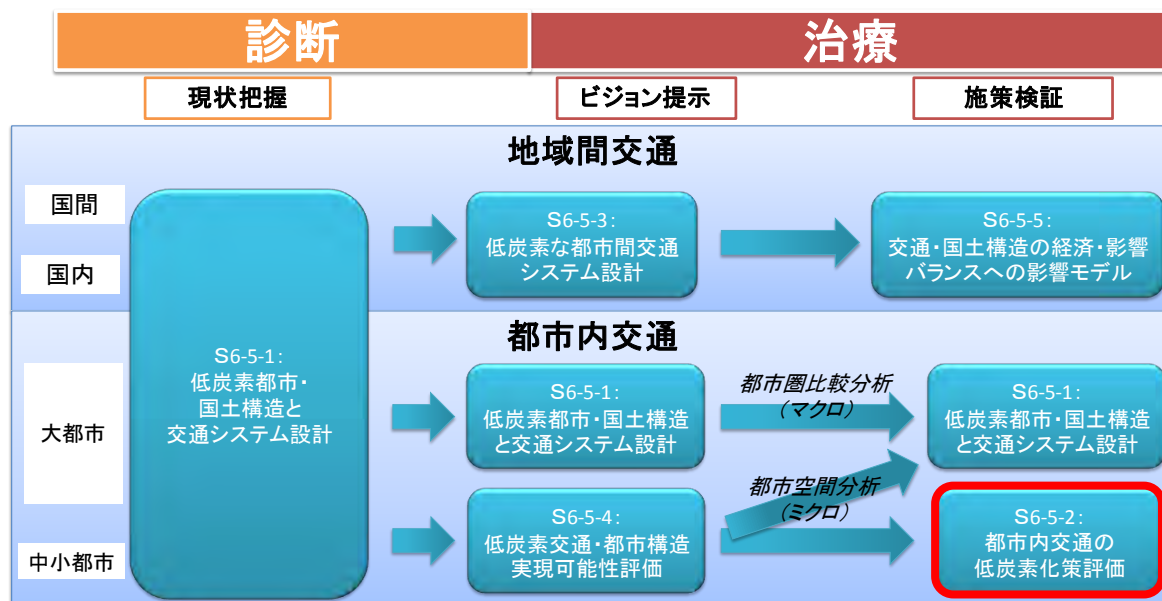 診断
治療
現状把握
ビジョン提示
施策検証
地域間交通
国間
国内
S6-5-3:
低炭素な都市間交通
システム設計
S6-5-5:
交通・国土構造の経済・影響
バランスへの影響モデル
都市内交通
大都市
中小都市
S6-5-1:
低炭素都市・
国土構造と
交通システム設計
S6-5-1:
低炭素都市・国土構造
と交通システム設計
都市圏比較分析
(マクロ)
S6-5-1:
低炭素都市・国土構造
と交通システム設計
S6-5-4:
低炭素交通・都市構造
実現可能性評価
都市空間分析
(ミクロ)
S6-5-2:
都市内交通の
低炭素化策評価